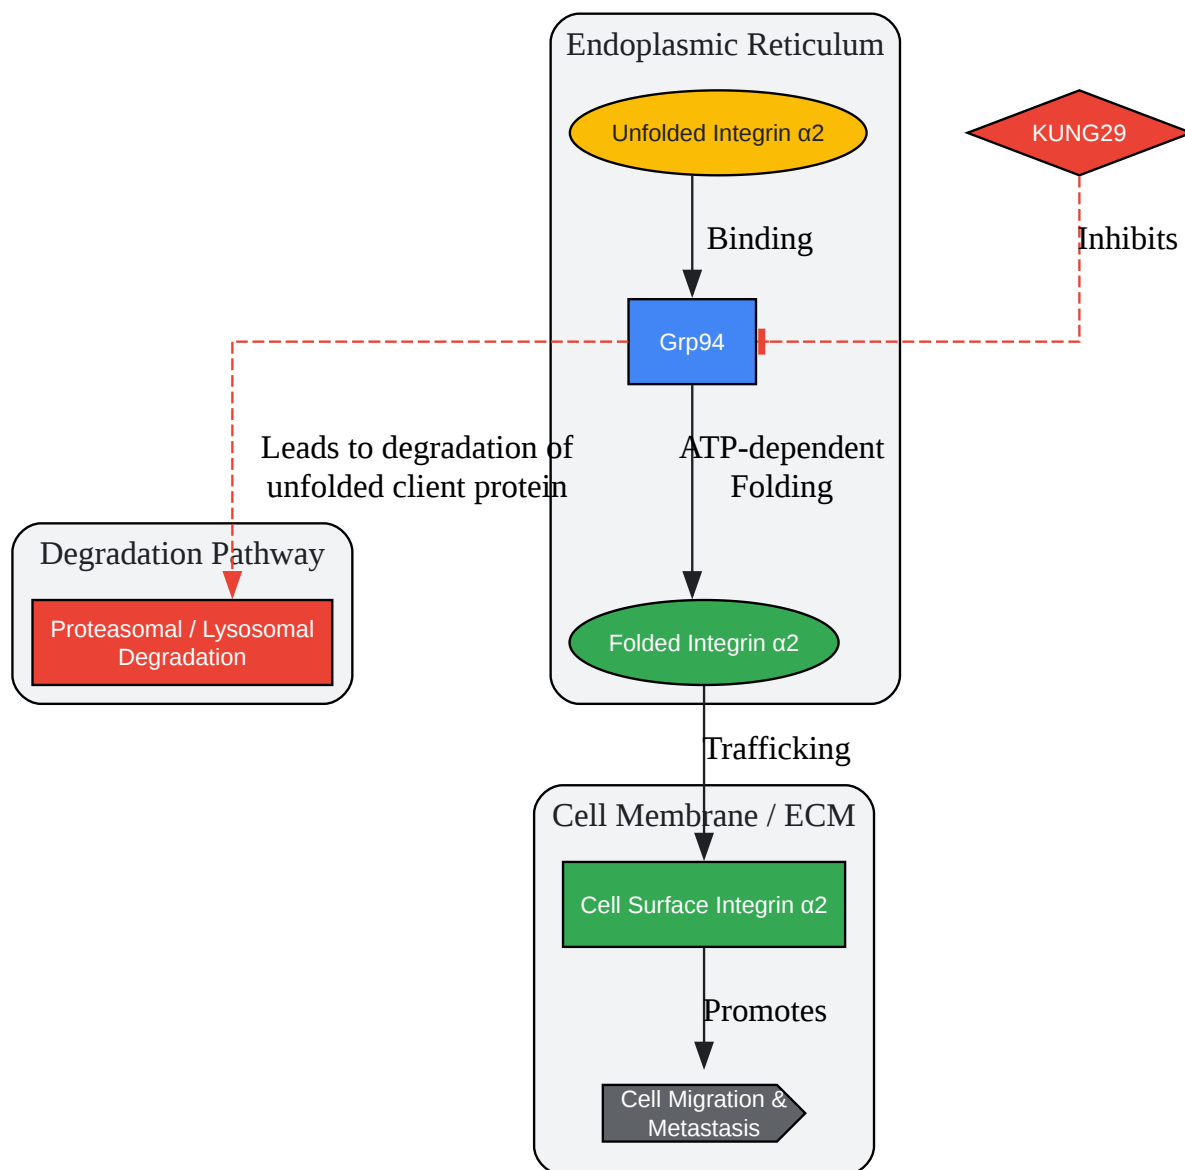 Endoplasmic Reticulum
Unfolded Integrin α2
KUNG29
Binding
Inhibits
Grp94
Leads to degradation of
unfolded client protein
ATP-dependent
Folding
Degradation Pathway
Proteasomal / Lysosomal
Degradation
Folded Integrin α2
Trafficking
Cell Membrane / ECM
Cell Surface Integrin α2
Promotes
Cell Migration &
Metastasis